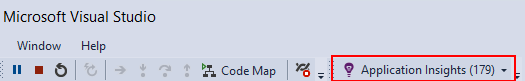 Microsoft Visual Studio
Window Help
Code Map Application Insights (179)